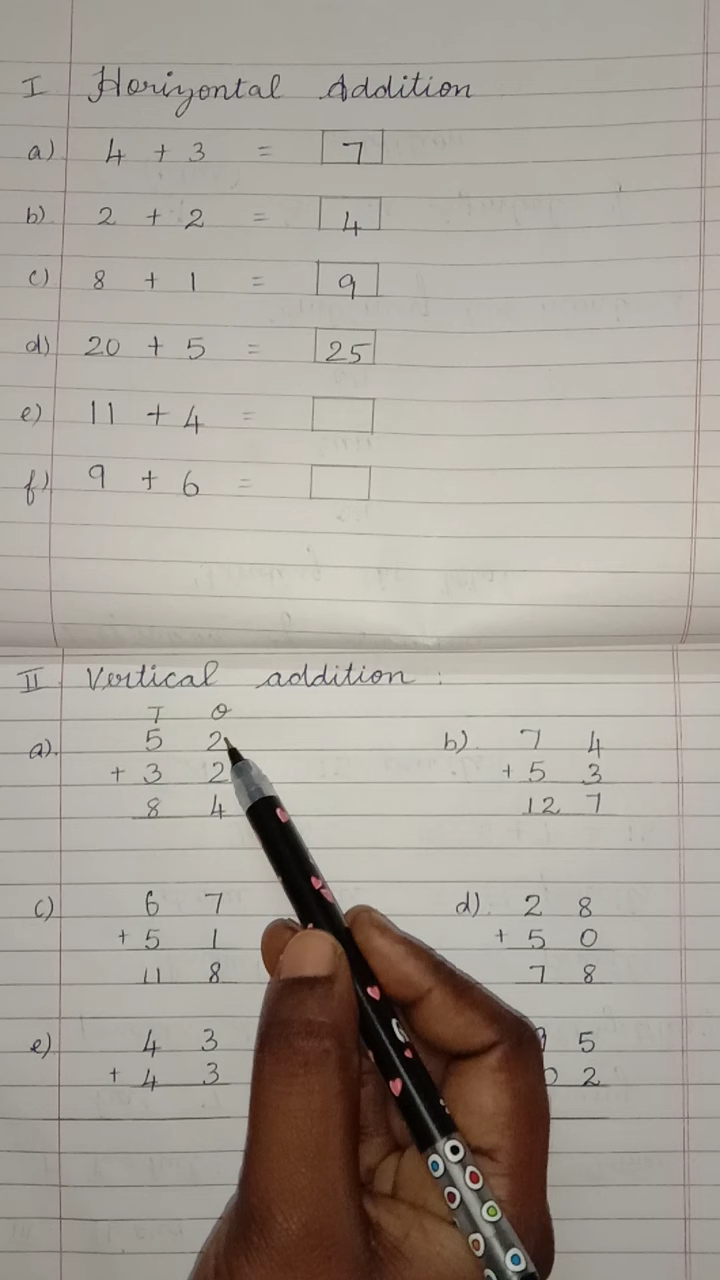 I Horizontal Addition
a) 4 + 3 = 7
b) 2 + 2 = 4
c) 8 + 1 = 9
d) 20 + 5 = 25
e) 11 + 4 =
f) 9 + 6 =
II Vertical addition :
T O
a). 5 2 b) 7 4
+ 3 2 + 5 3
8 4 12 7
c) 6 7 d). 2 8
+ 5 1 + 5 0
11 8 7 8
e) 4 3 5
+ 4 3 2